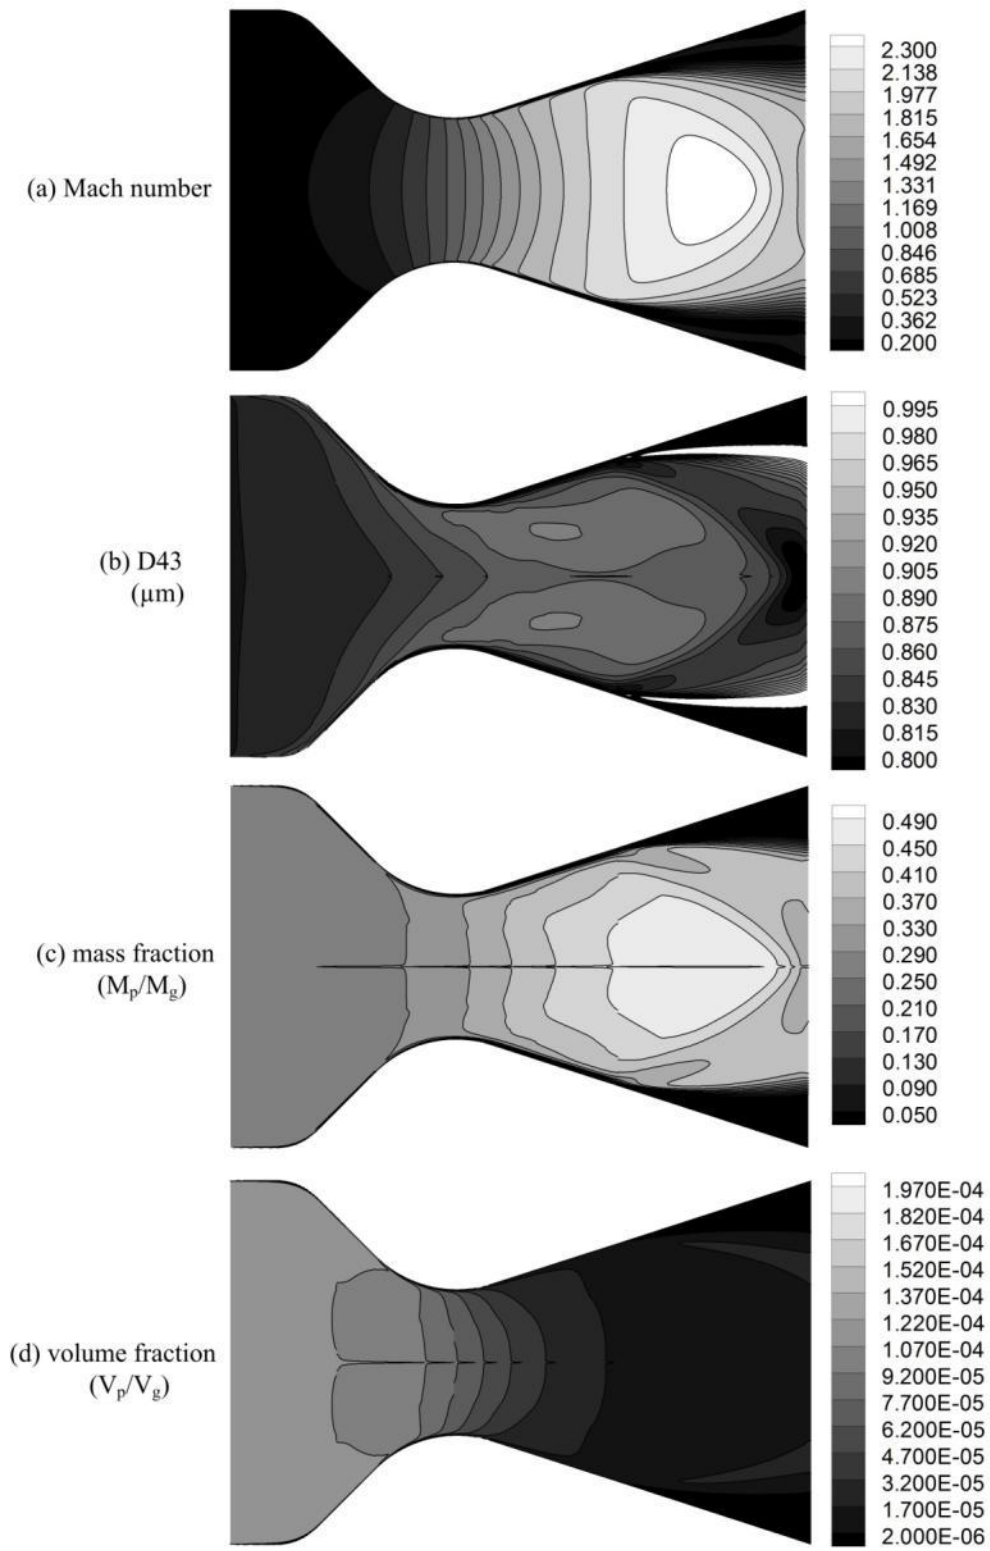 (a) Mach number
2.300
2.138
1.977
1.815
1.654
1.492
1.331
1.169
1.008
0.846
0.685
0.523
0.362
0.200
(b) D43
(µm)
0.995
0.980
0.965
0.950
0.935
0.920
0.905
0.890
0.875
0.860
0.845
0.830
0.815
0.800
(c) mass fraction
(Mₚ/M_g)
0.490
0.450
0.410
0.370
0.330
0.290
0.250
0.210
0.170
0.130
0.090
0.050
(d) volume fraction
(Vₚ/V_g)
1.970E-04
1.820E-04
1.670E-04
1.520E-04
1.370E-04
1.220E-04
1.070E-04
9.200E-05
7.700E-05
6.200E-05
4.700E-05
3.200E-05
1.700E-05
2.000E-06